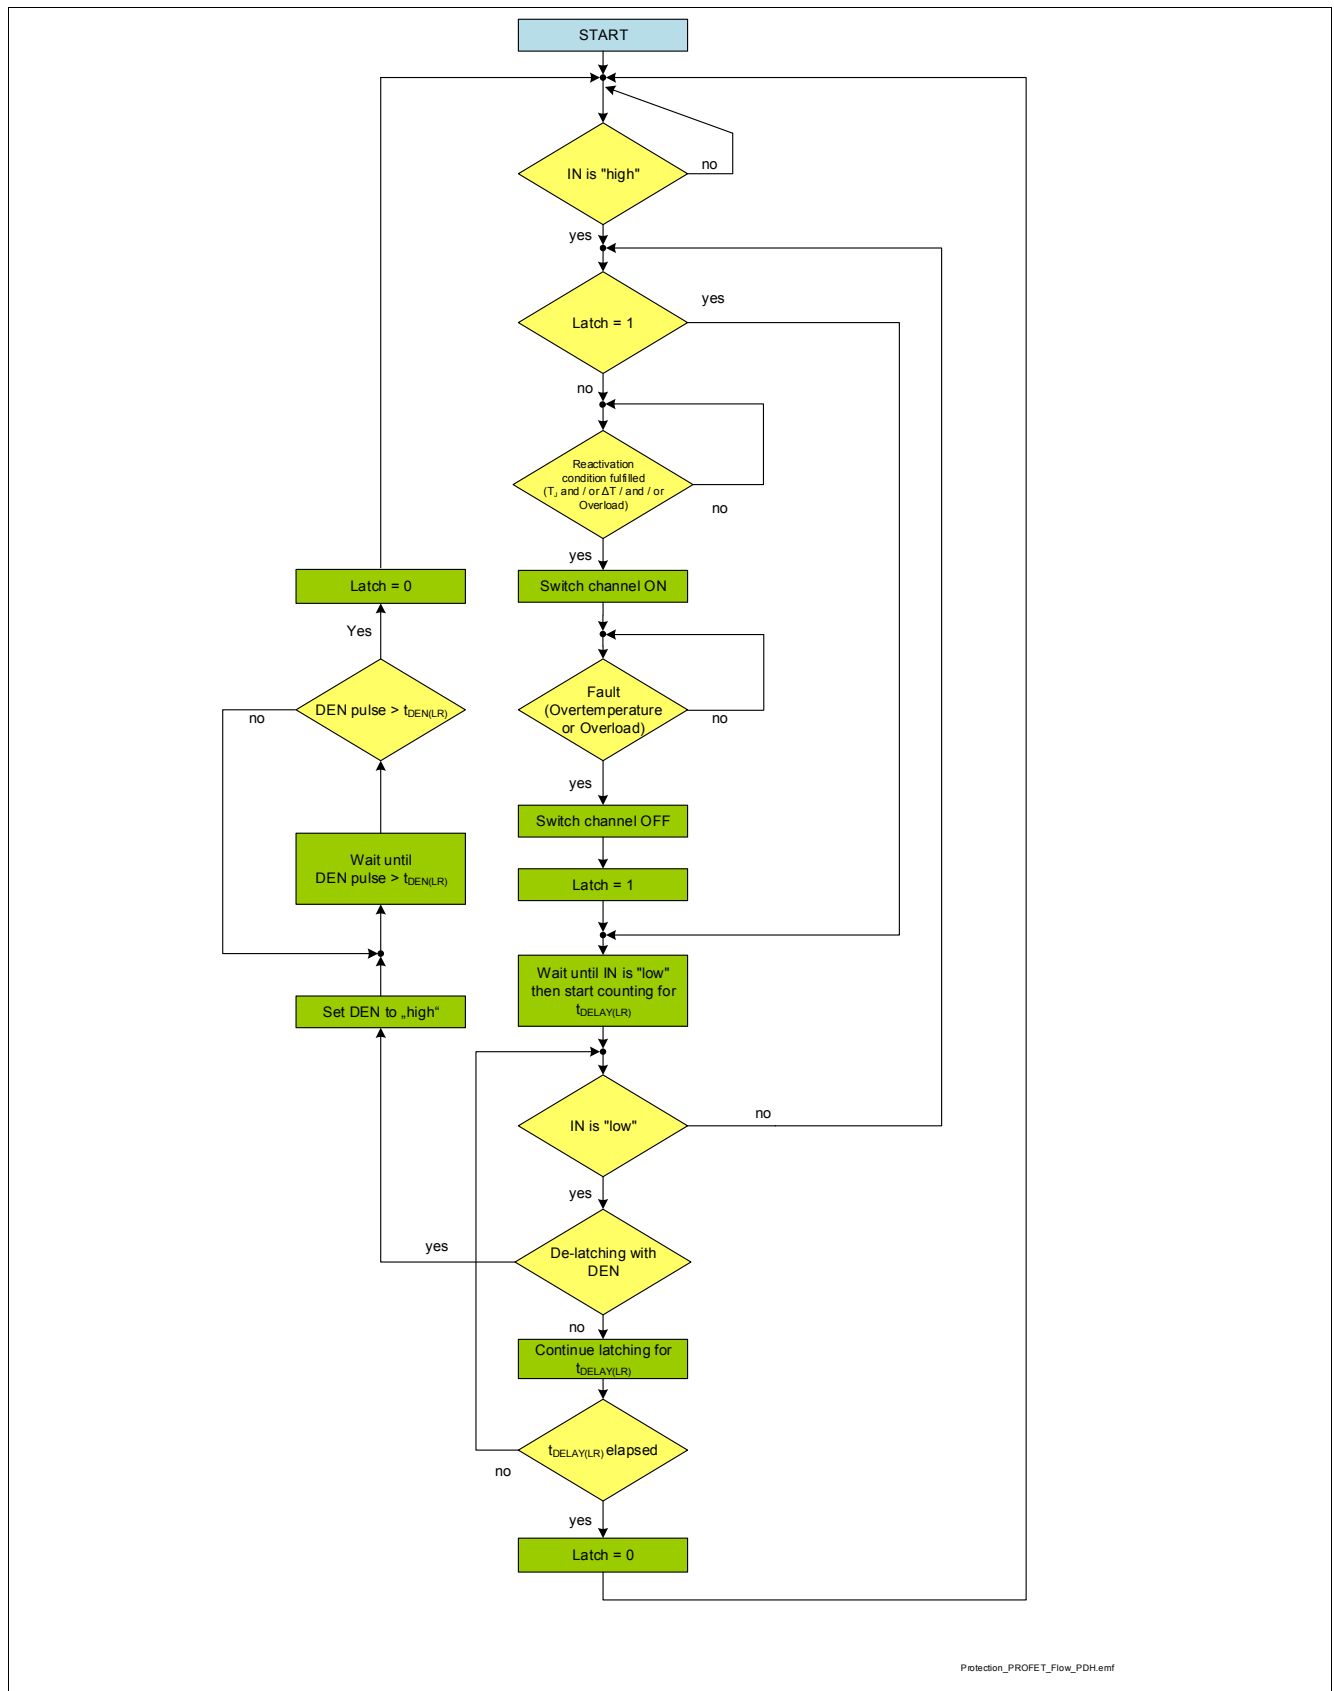 START
IN is "high"
no
yes
Latch = 1
yes
no
Reactivation
condition fulfilled
(TJ and / or ΔT / and / or
Overload)
no
yes
Switch channel ON
Latch = 0
Yes
Fault
(Overtemperature
or Overload)
no
DEN pulse > tDEN(LR)
no
yes
Switch channel OFF
Wait until
DEN pulse > tDEN(LR)
Latch = 1
Wait until IN is "low"
then start counting for
tDELAY(LR)
Set DEN to „high“
IN is "low"
no
yes
De-latching with
DEN
yes
no
Continue latching for
tDELAY(LR)
tDELAY(LR) elapsed
no
yes
Latch = 0
Protection_PROFET_Flow_PDH.emf